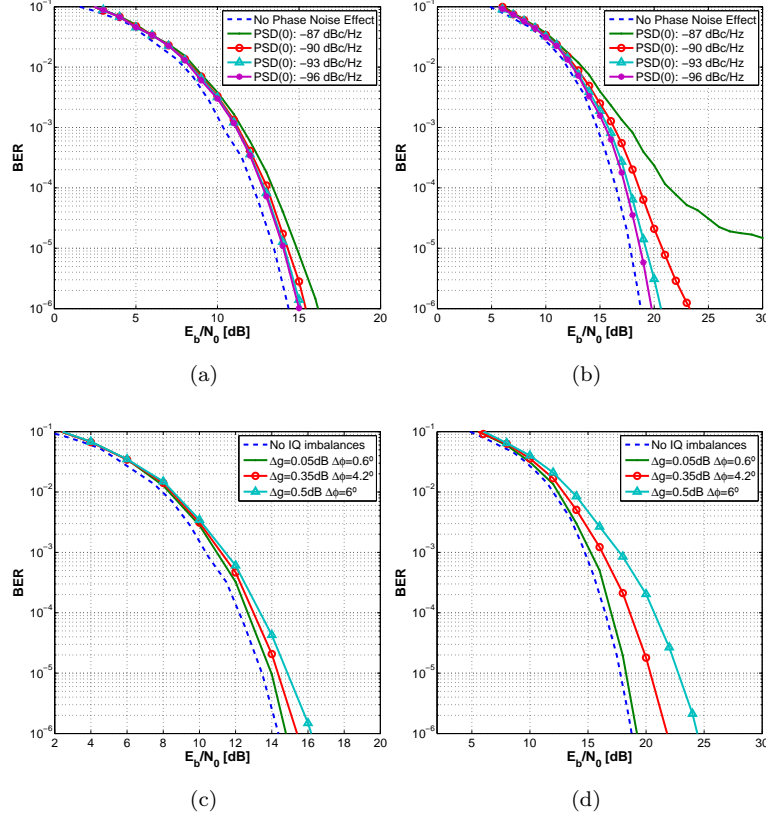 10⁻¹
10⁻²
10⁻³
10⁻⁴
10⁻⁵
10⁻⁶
BER
0 5 10 15 20
E_b/N_0 [dB]
No Phase Noise Effect
PSD(0): −87 dBc/Hz
PSD(0): −90 dBc/Hz
PSD(0): −93 dBc/Hz
PSD(0): −96 dBc/Hz
(a)
10⁻¹
10⁻²
10⁻³
10⁻⁴
10⁻⁵
10⁻⁶
BER
0 5 10 15 20 25 30
E_b/N_0 [dB]
No Phase Noise Effect
PSD(0): −87 dBc/Hz
PSD(0): −90 dBc/Hz
PSD(0): −93 dBc/Hz
PSD(0): −96 dBc/Hz
(b)
10⁻¹
10⁻²
10⁻³
10⁻⁴
10⁻⁵
10⁻⁶
BER
2 4 6 8 10 12 14 16 18 20
E_b/N_0 [dB]
No IQ imbalances
Δg=0.05dB Δϕ=0.6º
Δg=0.35dB Δϕ=4.2º
Δg=0.5dB Δϕ=6º
(c)
10⁻¹
10⁻²
10⁻³
10⁻⁴
10⁻⁵
10⁻⁶
BER
5 10 15 20 25 30
E_b/N_0 [dB]
No IQ imbalances
Δg=0.05dB Δϕ=0.6º
Δg=0.35dB Δϕ=4.2º
Δg=0.5dB Δϕ=6º
(d)